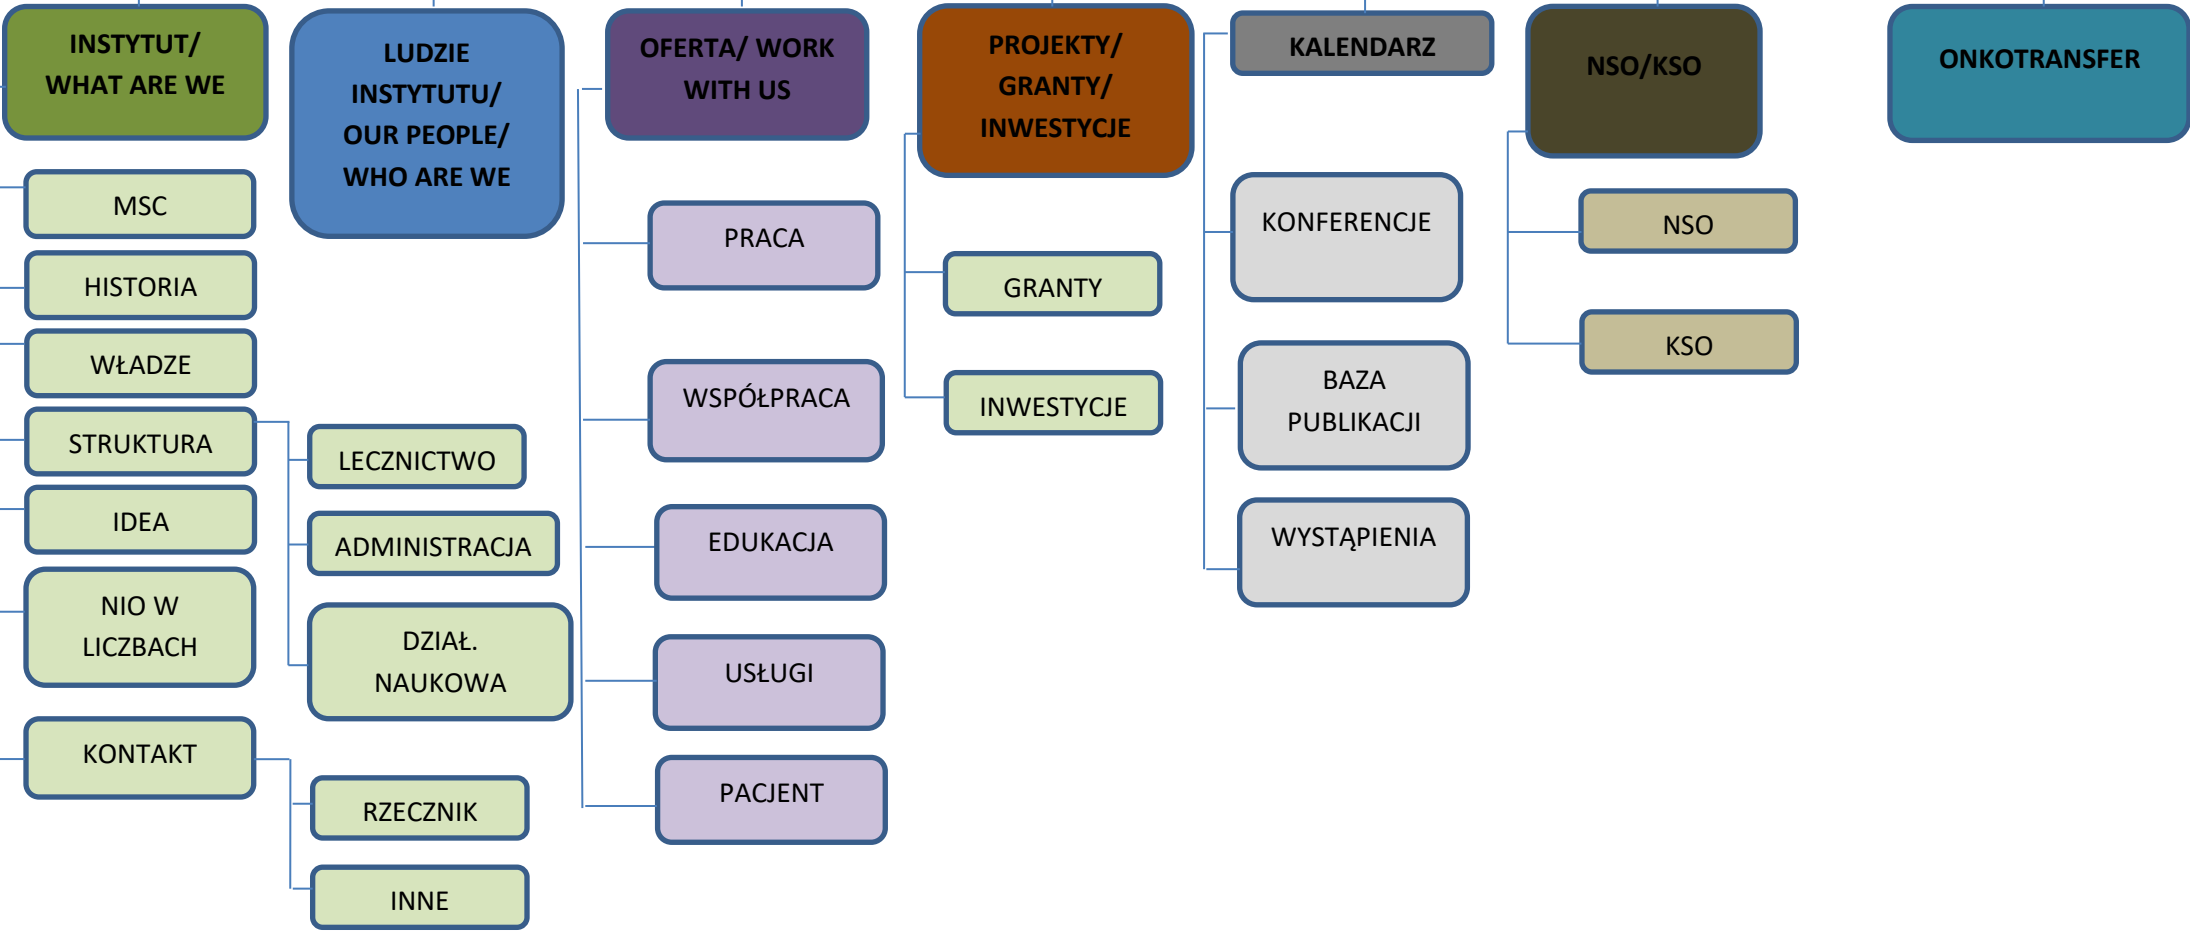 INSTYTUT/
WHAT ARE WE
MSC
HISTORIA
WŁADZE
STRUKTURA
LECZNICTWO
ADMINISTRACJA
DZIAŁ.
NAUKOWA
IDEA
NIO W
LICZBACH
KONTAKT
RZECZNIK
INNE
LUDZIE
INSTYTUTU/
OUR PEOPLE/
WHO ARE WE
OFERTA/ WORK
WITH US
PRACA
WSPÓŁPRACA
EDUKACJA
USŁUGI
PACJENT
PROJEKTY/
GRANTY/
INWESTYCJE
GRANTY
INWESTYCJE
KALENDARZ
KONFERENCJE
BAZA
PUBLIKACJI
WYSTĄPIENIA
NSO/KSO
NSO
KSO
ONKOTRANSFER